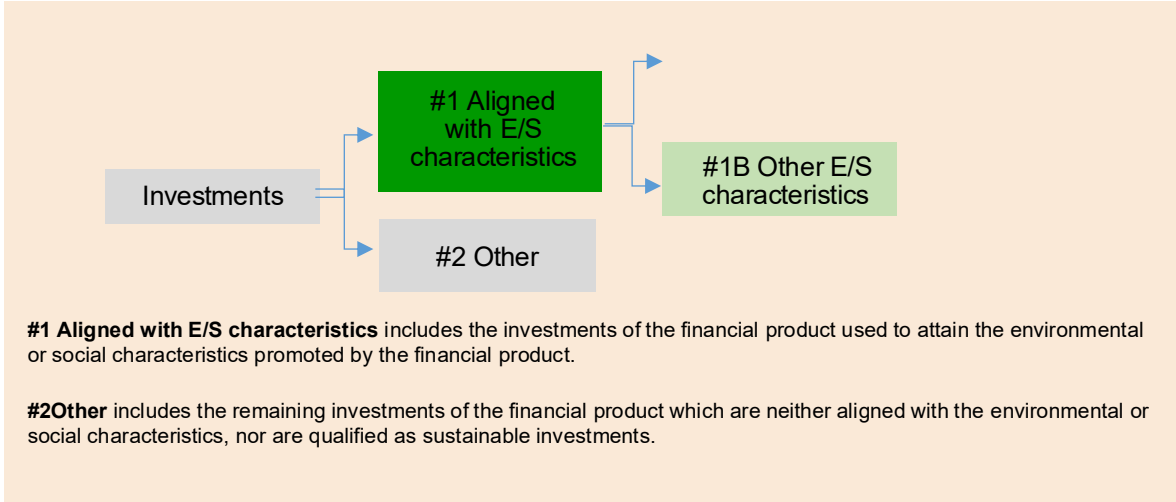 #1 Aligned
with E/S
characteristics
#1B Other E/S
characteristics
Investments
#2 Other
#1 Aligned with E/S characteristics includes the investments of the financial product used to attain the environmental
or social characteristics promoted by the financial product.
#2Other includes the remaining investments of the financial product which are neither aligned with the environmental or
social characteristics, nor are qualified as sustainable investments.